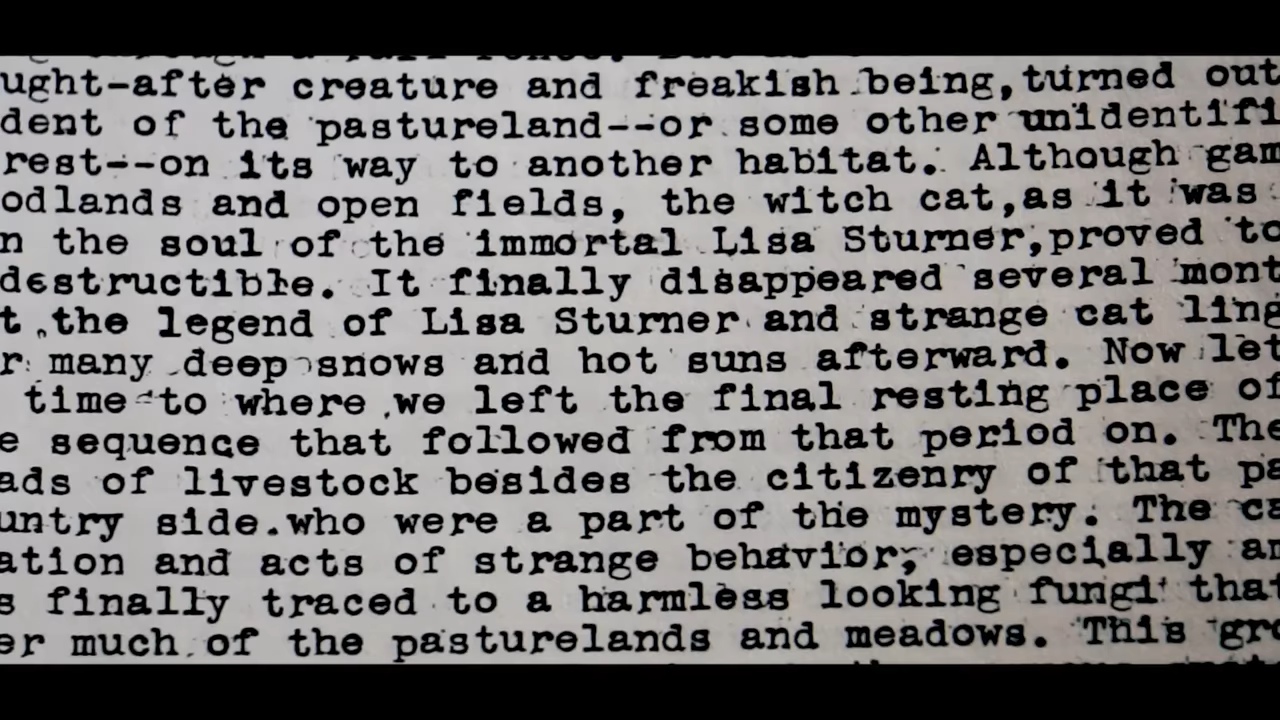 ught-after creature and freakish being,turned out
dent of the pastureland--or some other unidentifi
rest--on its way to another habitat. Although gam
odlands and open fields, the witch cat,as it was
n the soul of the immortal Lisa Sturner,proved to
destructible. It finally disappeared several mont
t,the legend of Lisa Sturner and strange cat ling
r many deep snows and hot suns afterward. Now let
time to where we left the final resting place of
e sequence that followed from that period on. The
ads of livestock besides the citizenry of that pa
untry side.who were a part of the mystery. The ca
ation and acts of strange behavior, especially an
s finally traced to a harmless looking fungi that
er much of the pasturelands and meadows. This gro